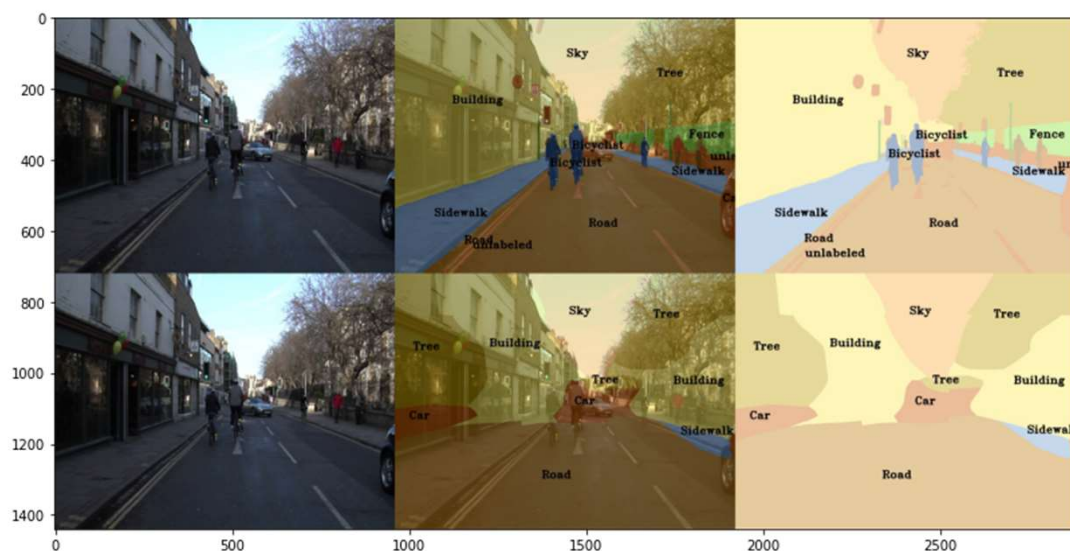 0
200
400
600
800
1000
1200
1400
0
500
1000
1500
2000
2500
Sky
Tree
Building
Fence
Bicyclist
Bicyclist
Sidewalk
Sidewalk
Road
Road
unlabeled
Sky
Tree
Building
Fence
Bicyclist
Bicyclist
Sidewalk
Sidewalk
Road
Road
unlabeled
Sky
Tree
Tree
Building
Tree
Building
Car
Car
Sidewalk
Road
Sky
Tree
Tree
Building
Tree
Building
Car
Car
Sidewalk
Road